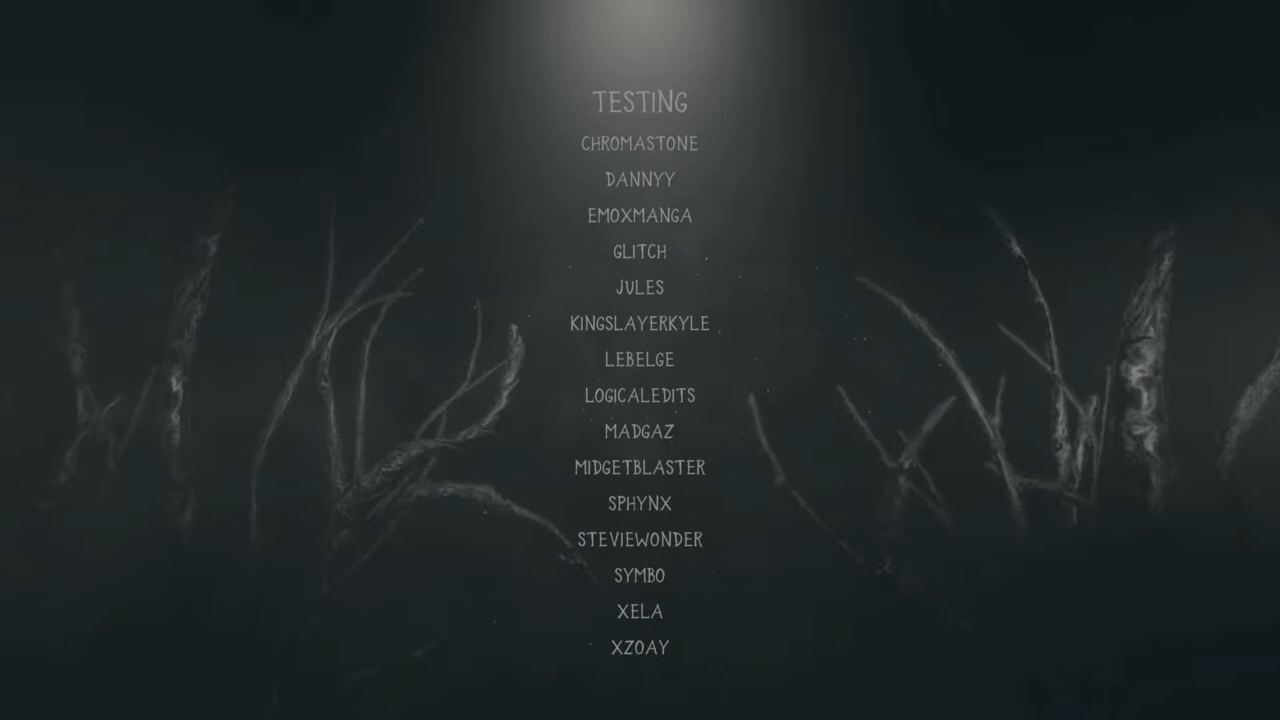 TESTING
CHROMASTONE
DANNYY
EMOXMANGA
GLITCH
JULES
KINGSLAYERKYLE
LEBELGE
LOGICALEDITS
MADGAZ
MIDGETBLASTER
SPHYNX
STEVIEWONDER
SYMBO
XELA
XZOAY